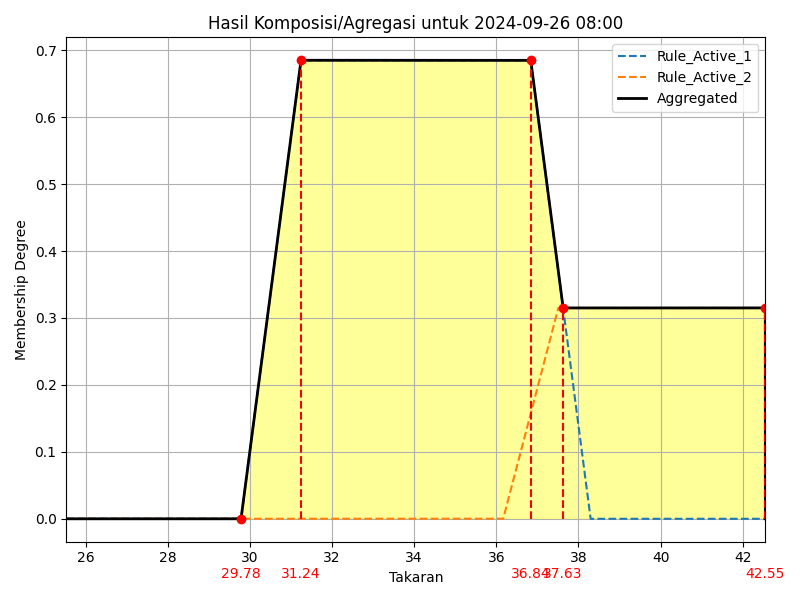 Hasil Komposisi/Agregasi untuk 2024-09-26 08:00
Rule_Active_1
Rule_Active_2
Aggregated
Membership Degree
0.7
0.6
0.5
0.4
0.3
0.2
0.1
0.0
26 28 30 32 34 36 38 40 42
29.78 31.24 36.84 37.63 42.55
Takaran